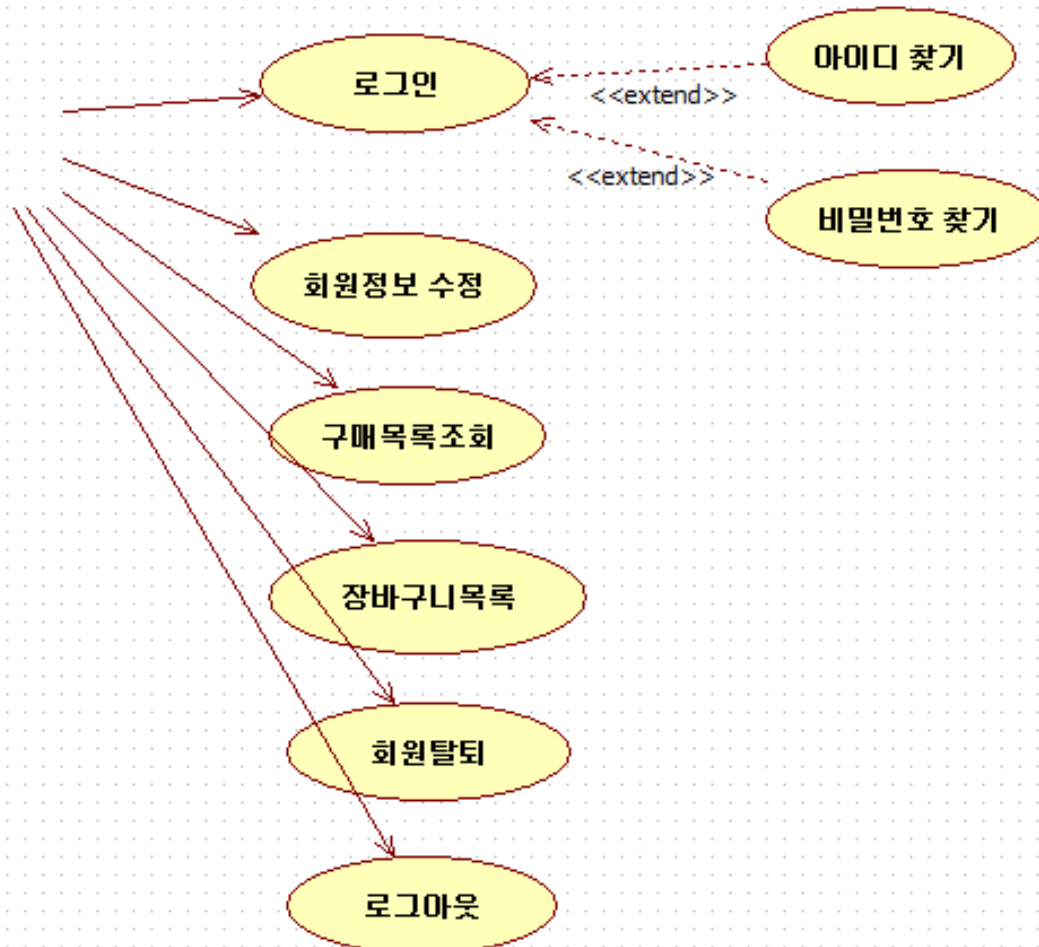 로그인
아이디 찾기
<<extend>>
<<extend>>
비밀번호 찾기
회원정보 수정
구매목록조회
장바구니목록
회원탈퇴
로그아웃